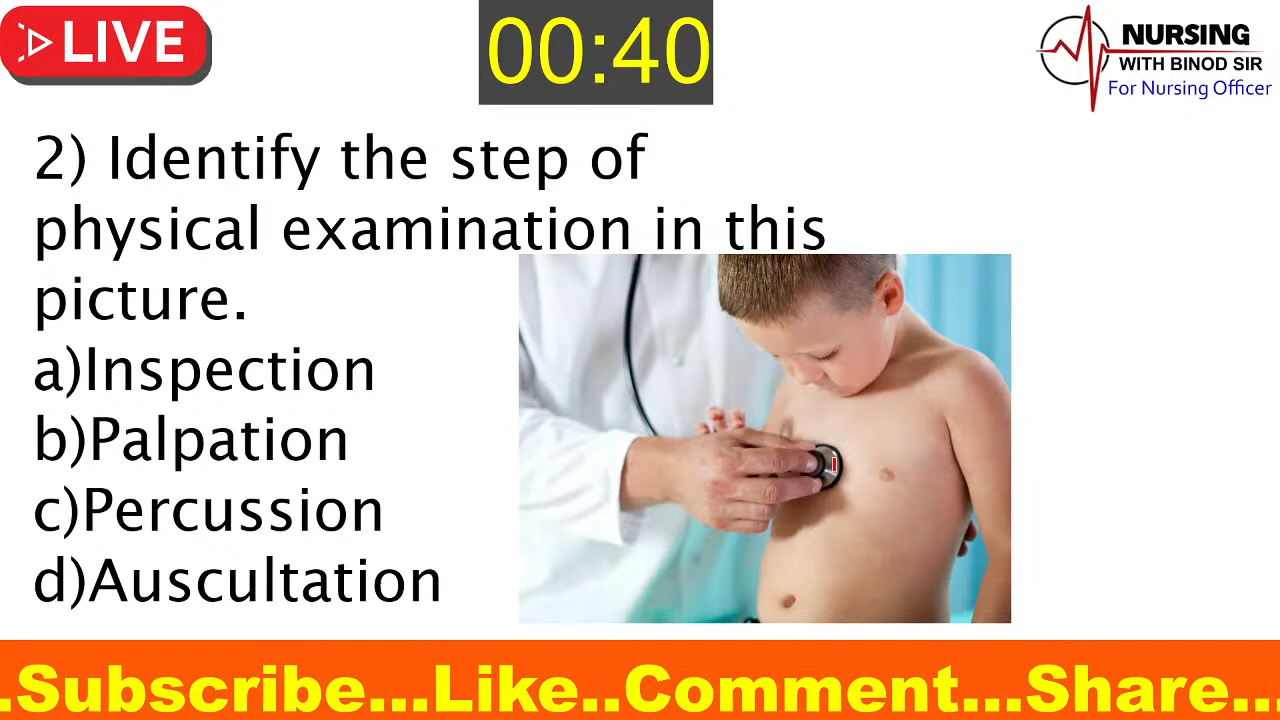 LIVE
00:40
NURSING
WITH BINOD SIR
For Nursing Officer
2) Identify the step of
physical examination in this
picture.
a)Inspection
b)Palpation
c)Percussion
d)Auscultation
.Subscribe...Like..Comment...Share...